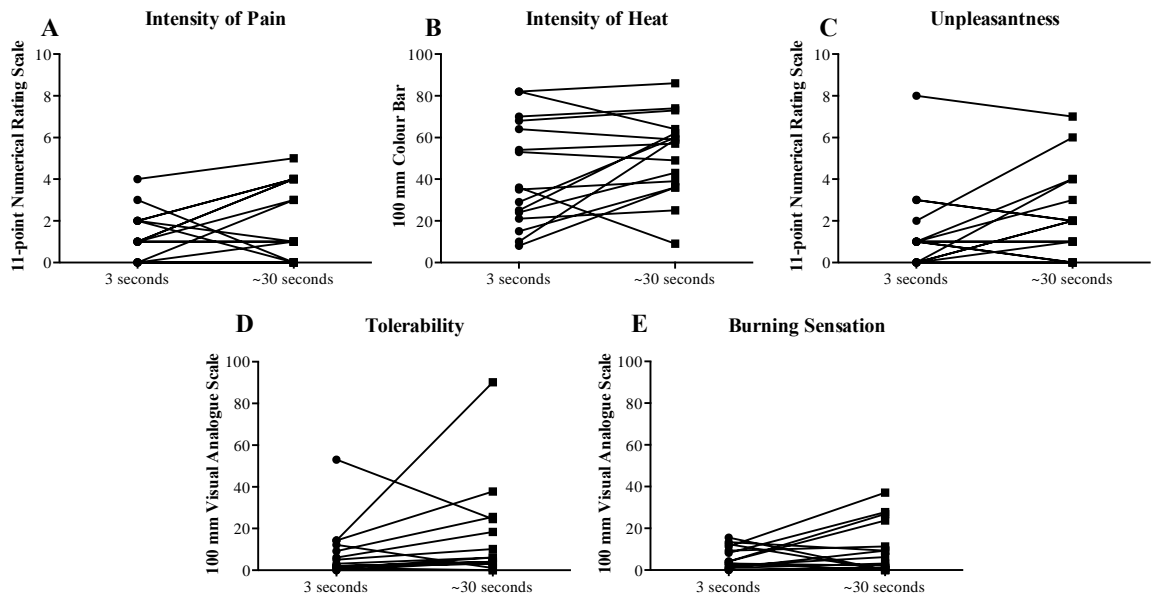 A
Intensity of Pain
11-point Numerical Rating Scale
10
8
6
4
2
0
3 seconds
~30 seconds
B
Intensity of Heat
100 mm Colour Bar
100
80
60
40
20
0
3 seconds
~30 seconds
C
Unpleasantness
11-point Numerical Rating Scale
10
8
6
4
2
0
3 seconds
~30 seconds
D
Tolerability
100 mm Visual Analogue Scale
100
80
60
40
20
0
3 seconds
~30 seconds
E
Burning Sensation
100 mm Visual Analogue Scale
100
80
60
40
20
0
3 seconds
~30 seconds